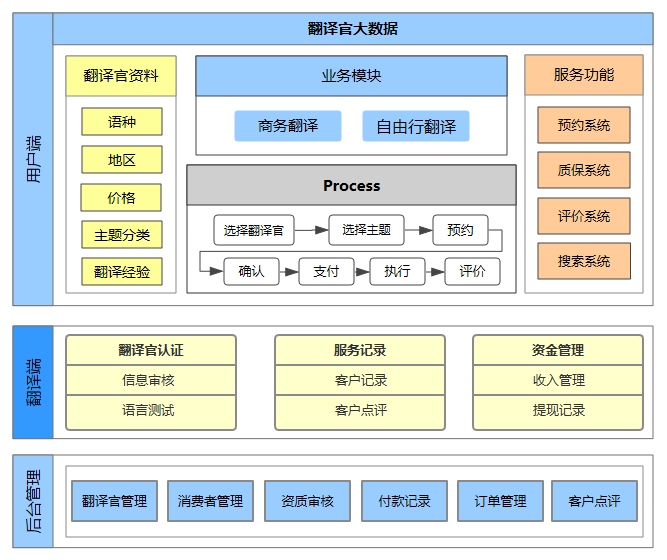 翻译官大数据
用户端
翻译官资料
语种
地区
价格
主题分类
翻译经验
业务模块
商务翻译
自由行翻译
Process
选择翻译官
选择主题
预约
确认
支付
执行
评价
服务功能
预约系统
质保系统
评价系统
搜索系统
翻译端
翻译官认证
信息审核
语言测试
服务记录
客户记录
客户点评
资金管理
收入管理
提现记录
后台管理
翻译官管理
消费者管理
资质审核
付款记录
订单管理
客户点评